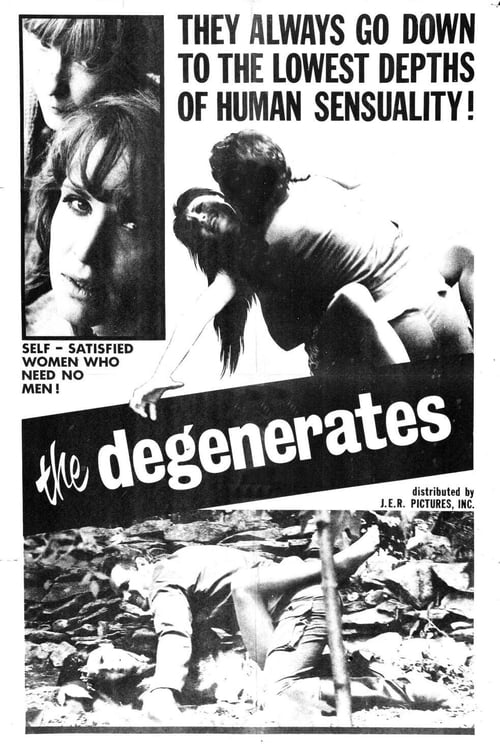 THEY ALWAYS GO DOWN
TO THE LOWEST DEPTHS
OF HUMAN SENSUALITY!
SELF - SATISFIED
WOMEN WHO
NEED NO
MEN!
the degenerates
distributed by
J.E.R. PICTURES, INC.